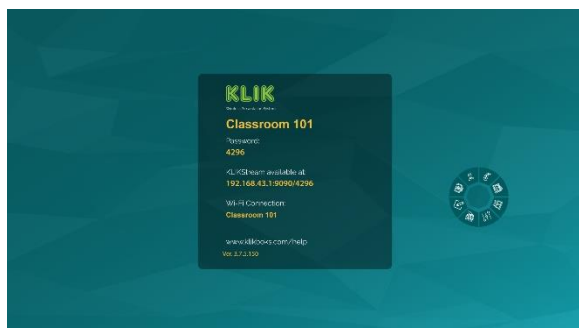 KLIK
Classroom 101
Password:
4296
KLIKStream available at
192.168.43.1:9090/4296
Wi-Fi Connection:
Classroom 101
www.klikboks.com/help